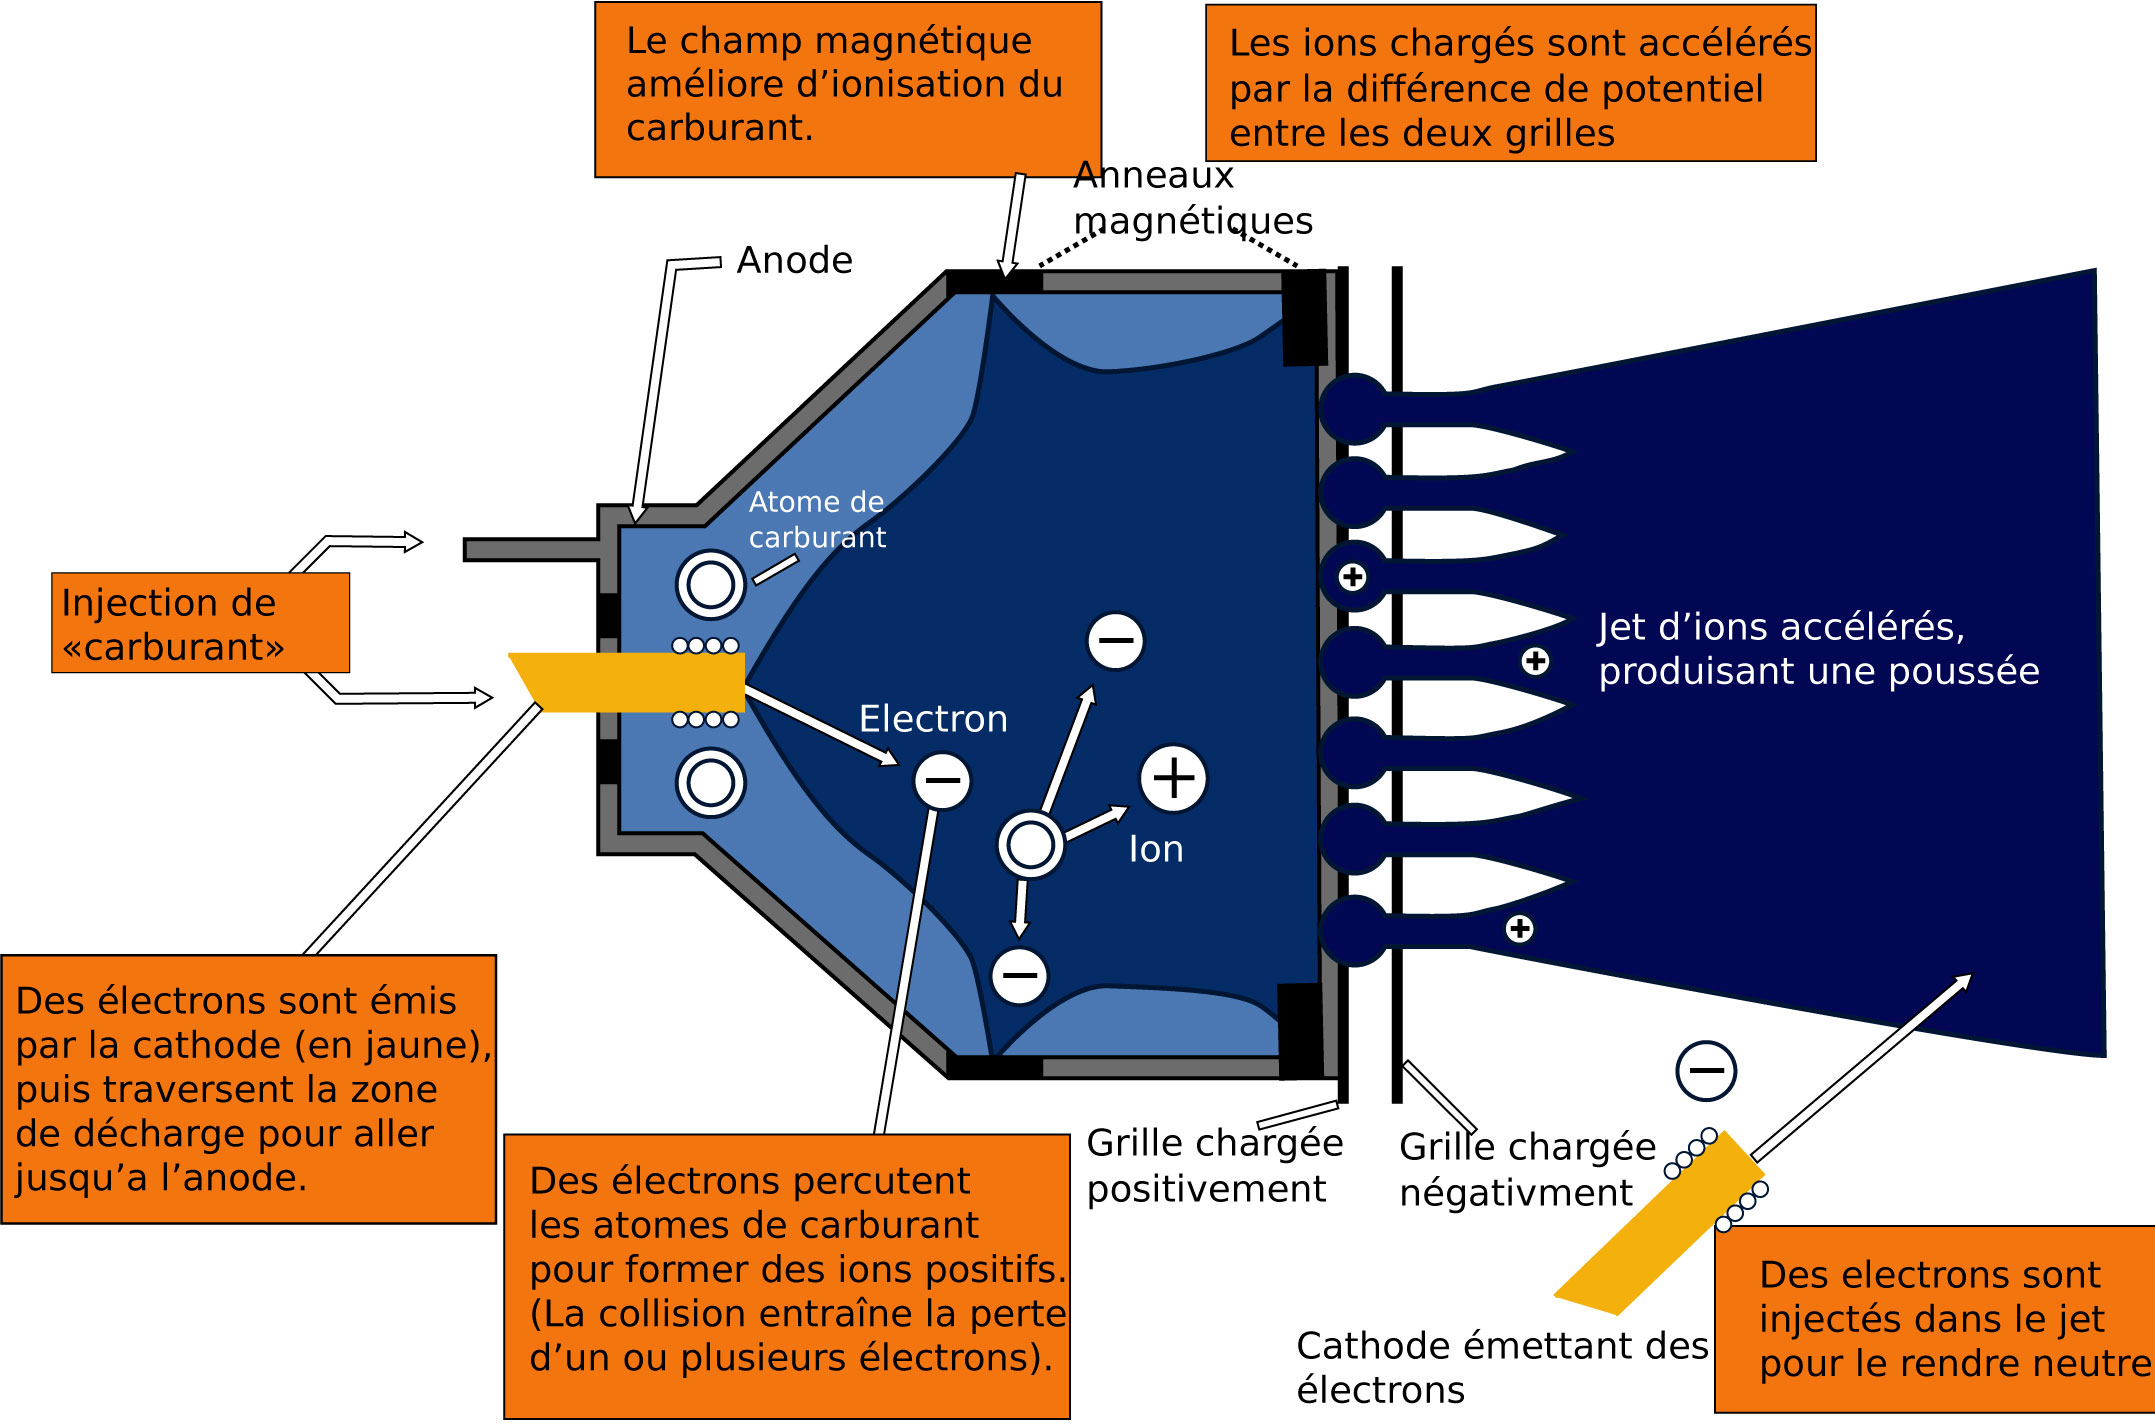 Le champ magnétique
améliore d’ionisation du
carburant.
Les ions chargés sont accélérés
par la différence de potentiel
entre les deux grilles
Anneaux
magnétiques
Anode
Atome de
carburant
Injection de
«carburant»
Jet d’ions accélérés,
produisant une poussée
Electron
Ion
Des électrons sont émis
par la cathode (en jaune),
puis traversent la zone
de décharge pour aller
jusqu’a l’anode.
Des électrons percutent
les atomes de carburant
pour former des ions positifs.
(La collision entraîne la perte
d’un ou plusieurs électrons).
Grille chargée
positivement
Grille chargée
négativment
Cathode émettant des
électrons
Des electrons sont
injectés dans le jet
pour le rendre neutre